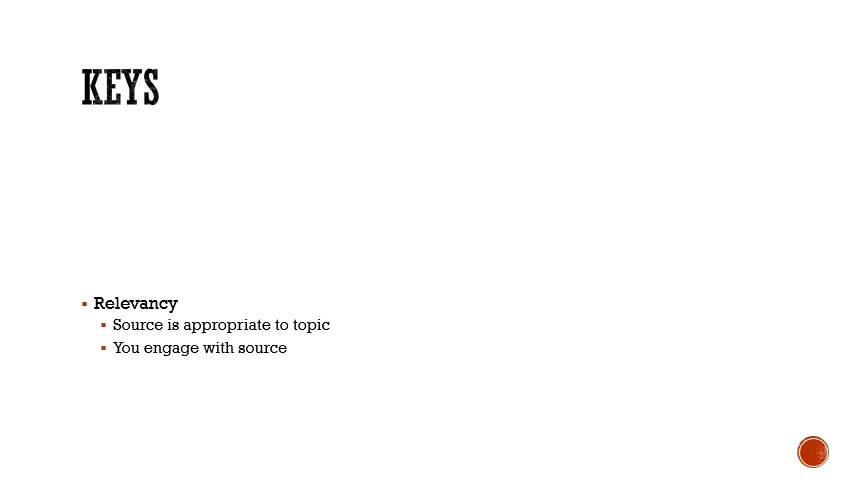 KEYS
Relevancy
Source is appropriate to topic
You engage with source